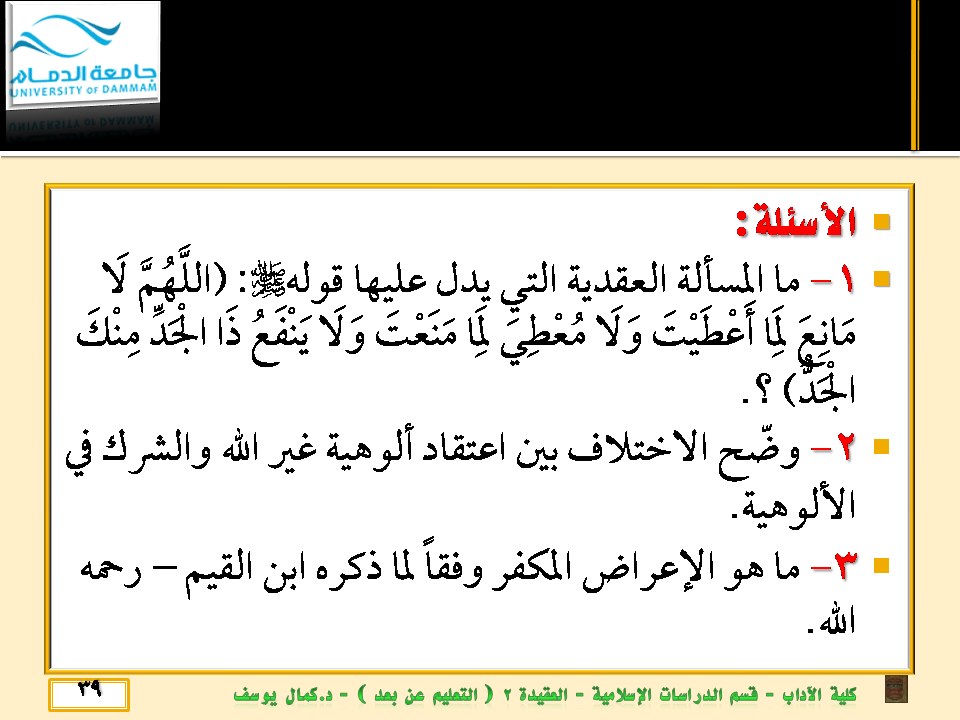 جامعة الدمام
UNIVERSITY OF DAMMAM
الأسئلة:
١- ما المسألة العقدية التي يدل عليها قوله ﷺ: (اللَّهُمَّ لَا
مَانِعَ لِمَا أَعْطَيْتَ وَلَا مُعْطِيَ لِمَا مَنَعْتَ وَلَا يَنْفَعُ ذَا الْجَدِّ مِنْكَ
الْجَدُّ) ؟.
٢- وضّح الاختلاف بين اعتقاد ألوهية غير الله والشرك في
الألوهية.
٣- ما هو الإعراض المكفر وفقاً لما ذكره ابن القيم – رحمه
الله.
كلية الآداب - قسم الدراسات الإسلامية - العقيدة ٢ ( التعليم عن بعد ) - د.كمال يوسف
٣٩